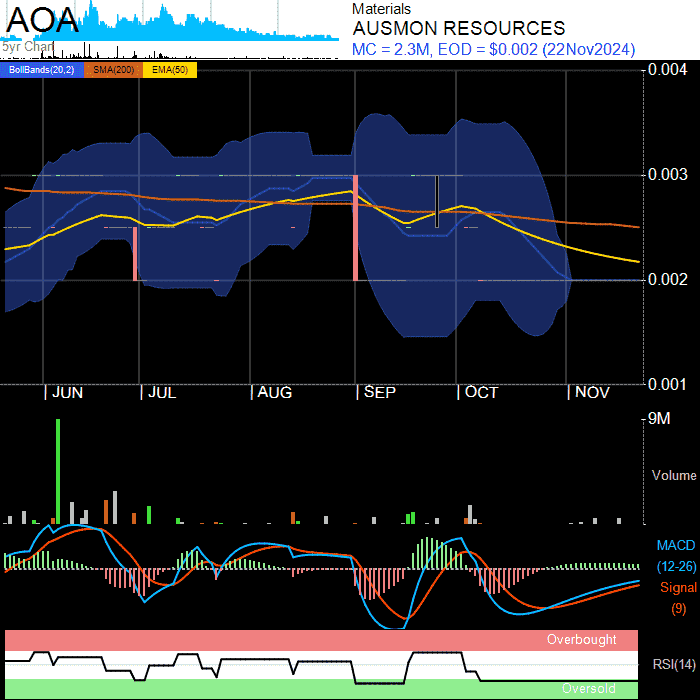 AOA
5yr Chart
Materials
AUSMON RESOURCES
MC = 2.3M, EOD = $0.002 (22Nov2024)
BollBands(20,2) SMA(200) EMA(50)
0.004
0.003
0.002
0.001
JUN JUL AUG SEP OCT NOV
9M
Volume
MACD
(12-26)
Signal
(9)
Overbought
RSI(14)
Oversold